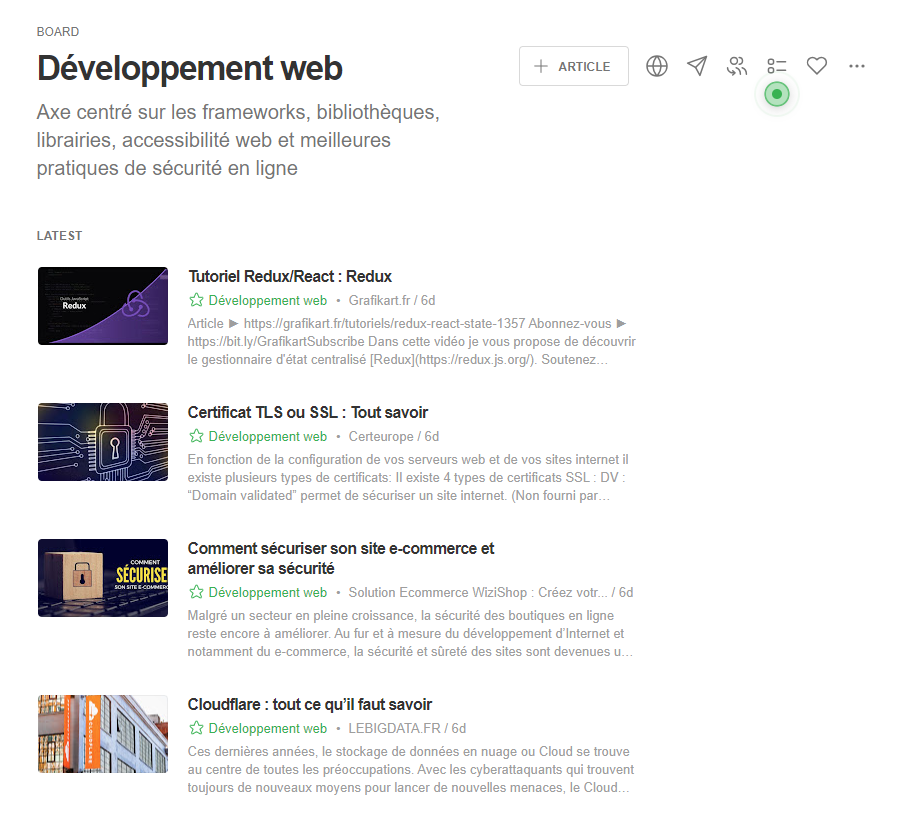 BOARD
Développement web
ARTICLE
Axe centré sur les frameworks, bibliothèques,
librairies, accessibilité web et meilleures
pratiques de sécurité en ligne
LATEST
Outils JavaScript
Redux
Tutoriel Redux/React : Redux
Développement web • Grafikart.fr / 6d
Article ► https://grafikart.fr/tutoriels/redux-react-state-1357 Abonnez-vous ►
https://bit.ly/GrafikartSubscribe Dans cette vidéo je vous propose de découvrir
le gestionnaire d'état centralisé [Redux](https://redux.js.org/). Soutenez…
Certificat TLS ou SSL : Tout savoir
Développement web • Certeurope / 6d
En fonction de la configuration de vos serveurs web et de vos sites internet il
existe plusieurs types de certificats: Il existe 4 types de certificats SSL : DV :
“Domain validated” permet de sécuriser un site internet. (Non fourni par…
COMMENT
SÉCURISE
SON SITE E-COMMERC
Comment sécuriser son site e-commerce et
améliorer sa sécurité
Développement web • Solution Ecommerce WiziShop : Créez votr... / 6d
Malgré un secteur en pleine croissance, la sécurité des boutiques en ligne
reste encore à améliorer. Au fur et à mesure du développement d’Internet et
notamment du e-commerce, la sécurité et sûreté des sites sont devenues u…
Cloudflare : tout ce qu’il faut savoir
Développement web • LEBIGDATA.FR / 6d
Ces dernières années, le stockage de données en nuage ou Cloud se trouve
au centre de toutes les préoccupations. Avec les cyberattaquants qui trouvent
toujours de nouveaux moyens pour lancer de nouvelles menaces, le Cloud…